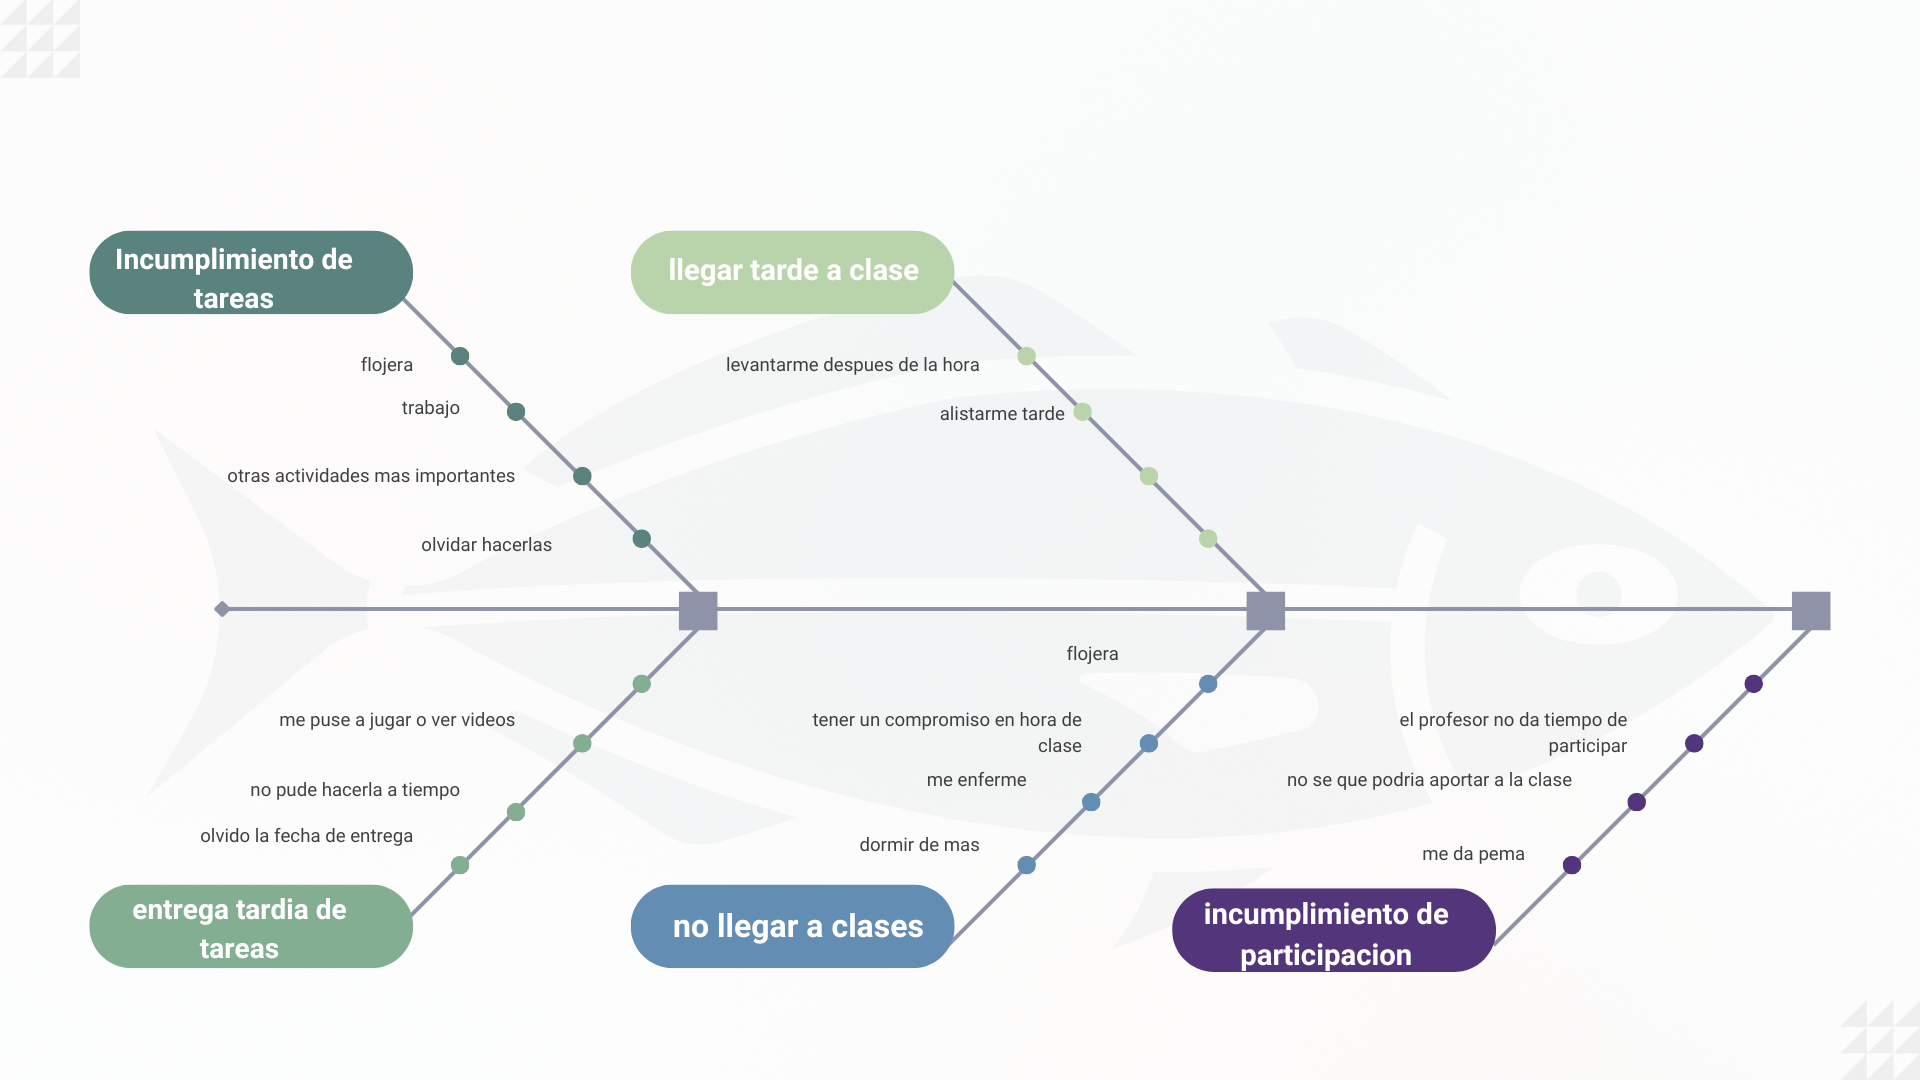 Incumplimiento de
tareas
flojera
trabajo
otras actividades mas importantes
olvidar hacerlas
llegar tarde a clase
levantarme despues de la hora
alistarme tarde
me puse a jugar o ver videos
no pude hacerla a tiempo
olvido la fecha de entrega
entrega tardia de
tareas
flojera
tener un compromiso en hora de
clase
me enferme
dormir de mas
no llegar a clases
el profesor no da tiempo de
participar
no se que podria aportar a la clase
me da pema
incumplimiento de
participacion